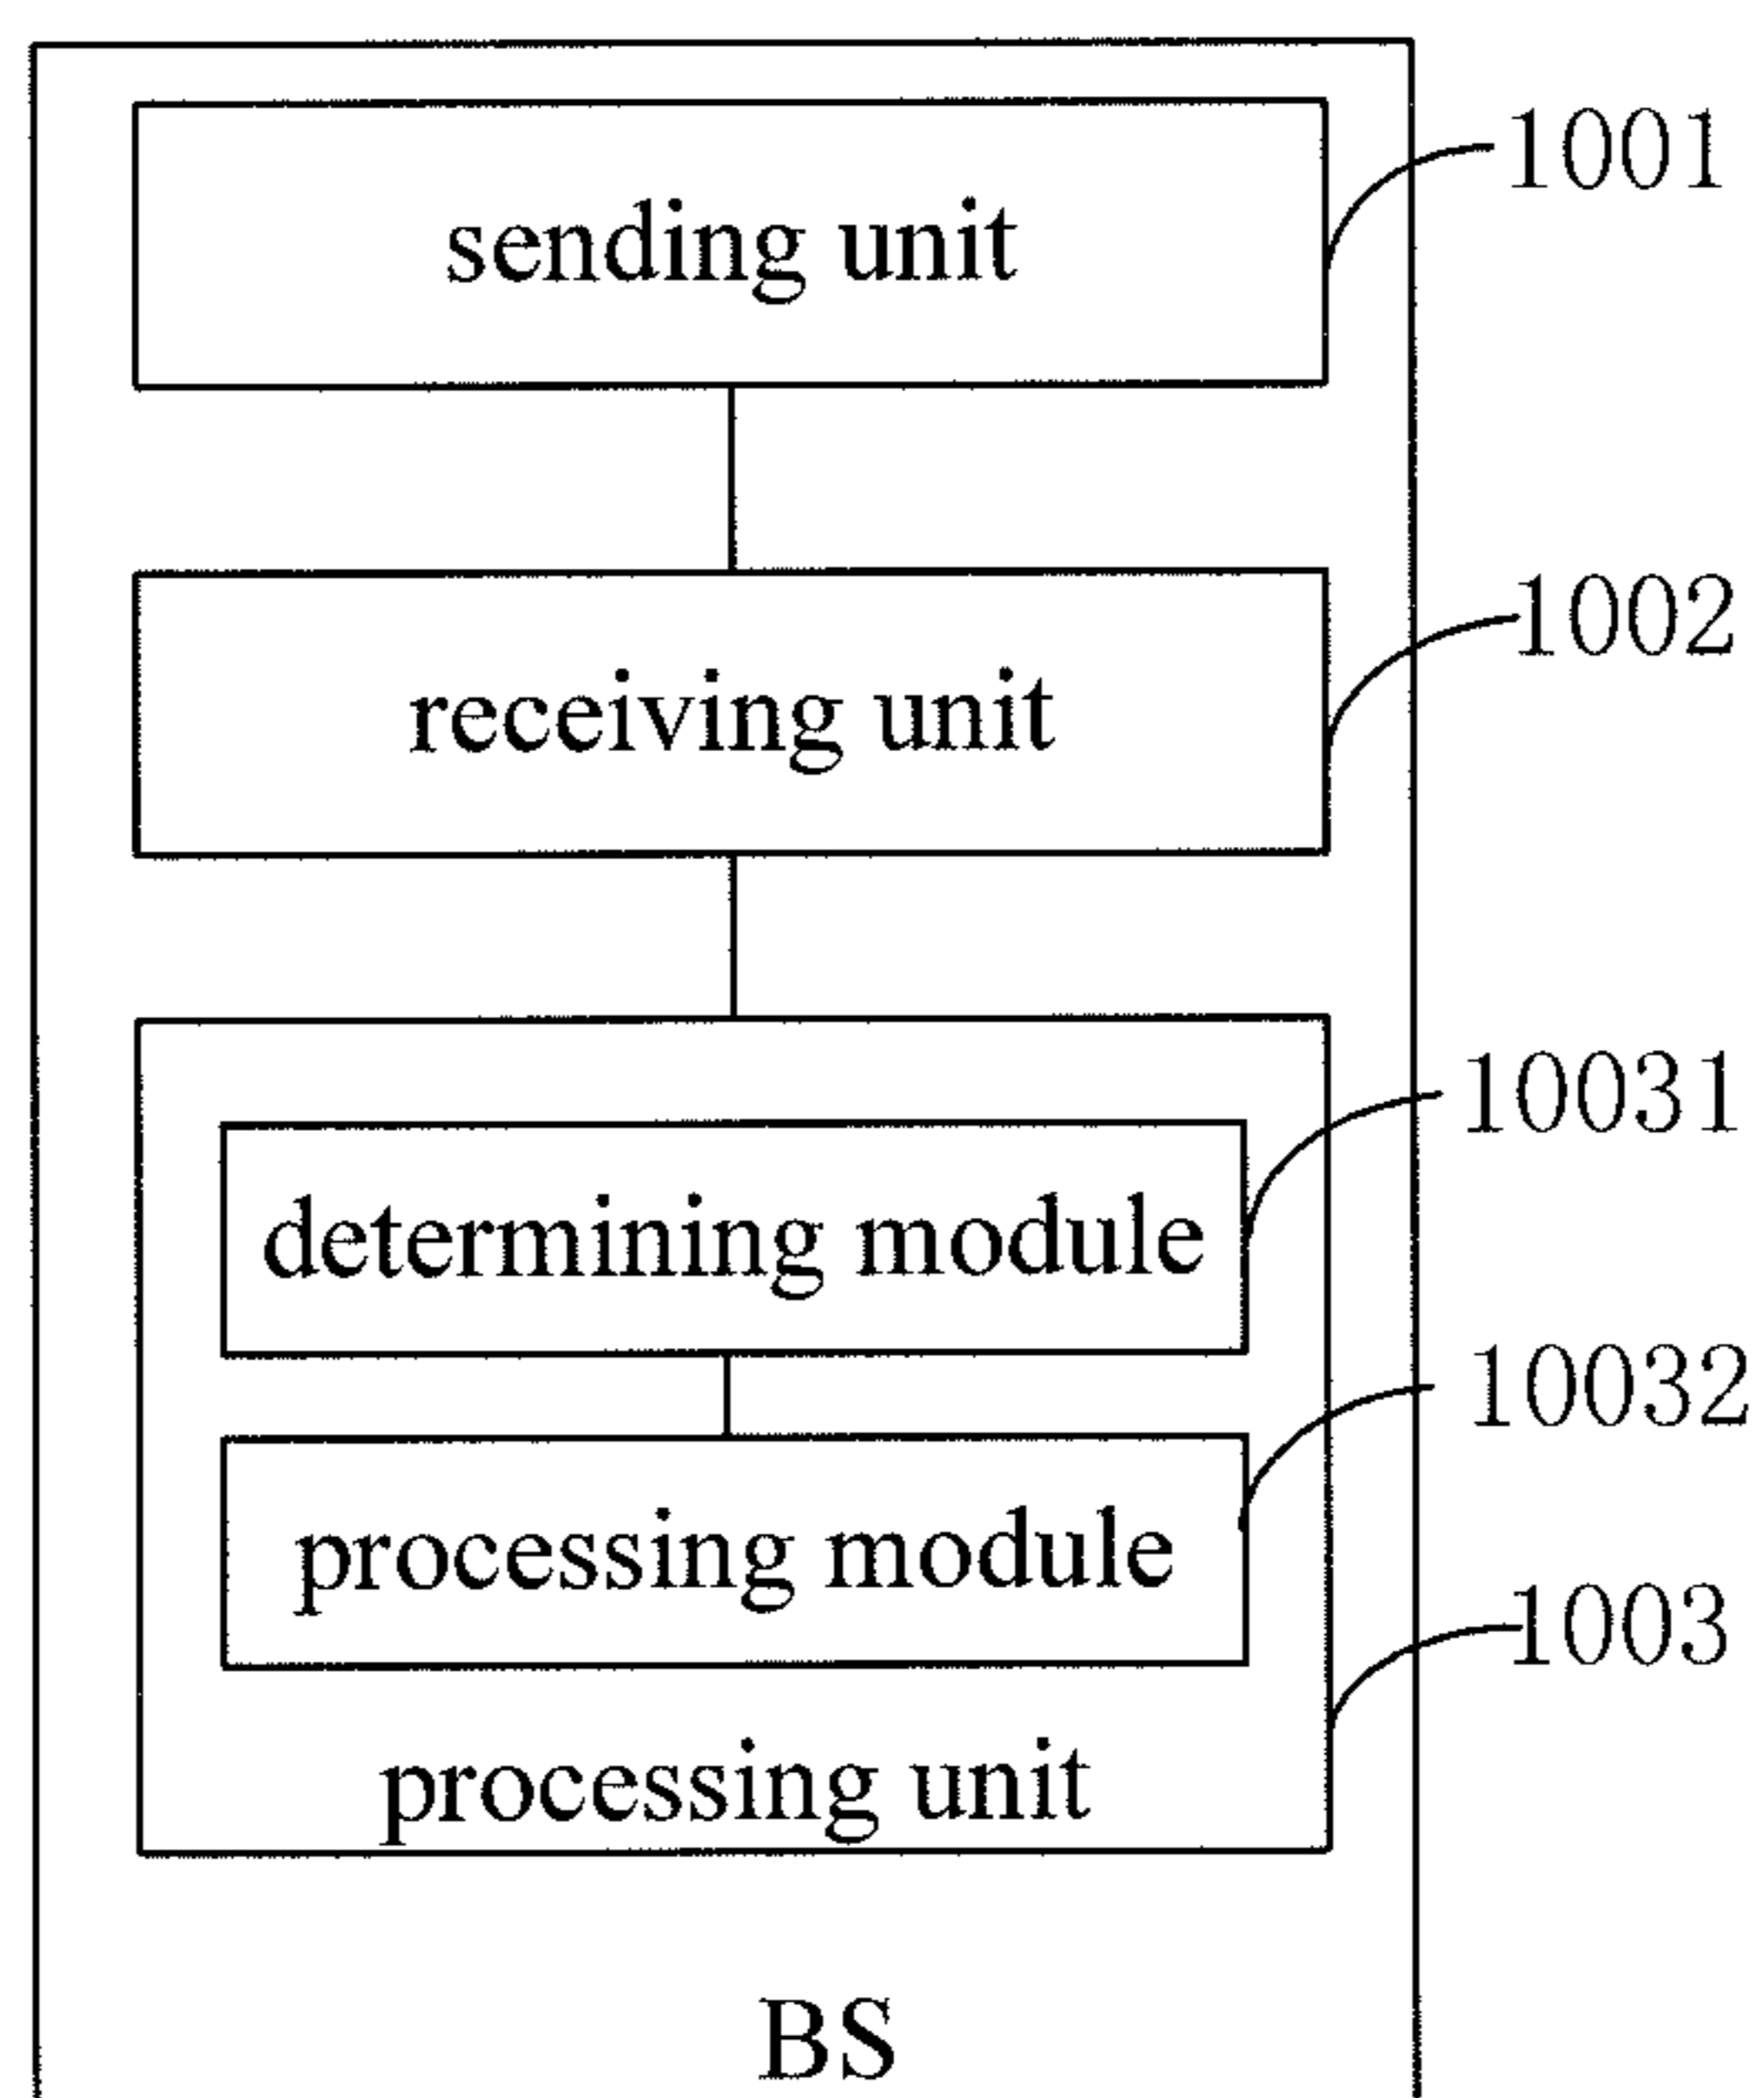 1001
sending unit
1002
receiving unit
10031
determining module
10032
processing module
1003
processing unit
BS